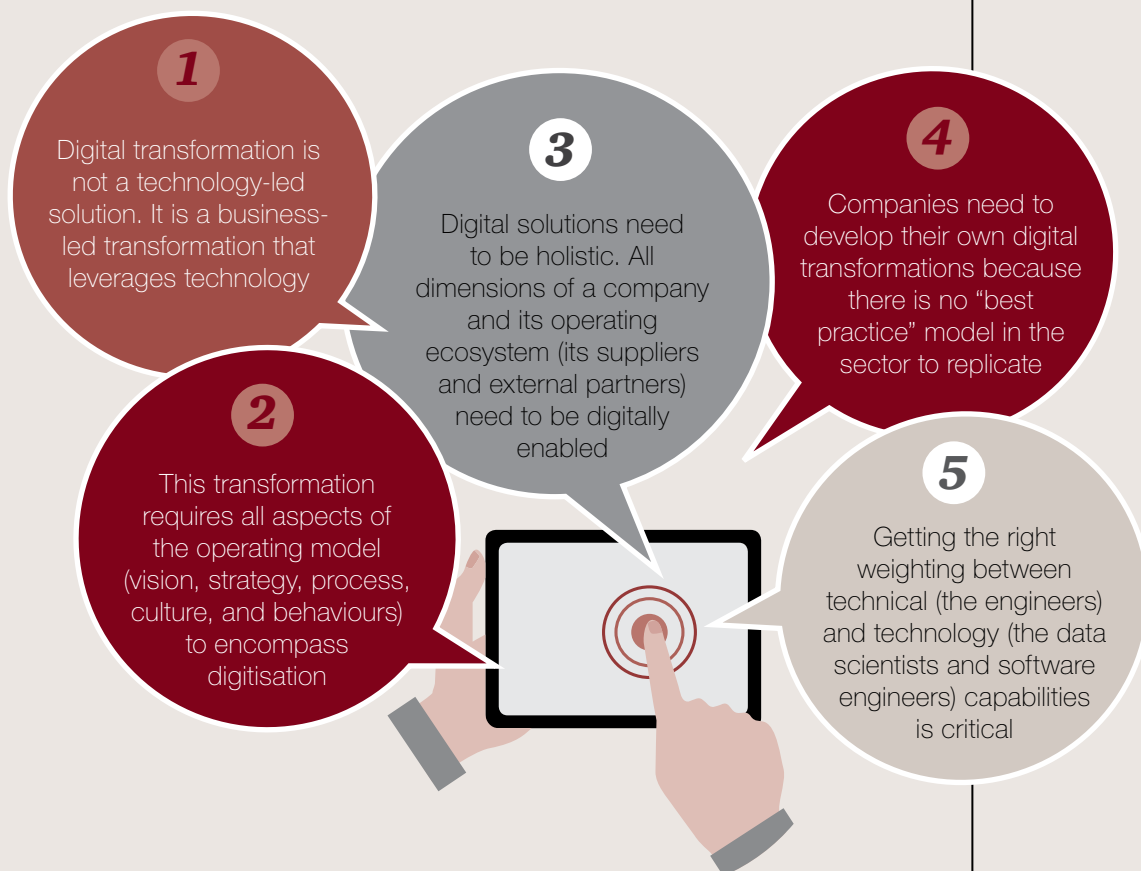 1
Digital transformation is
not a technology-led
solution. It is a business-
led transformation that
leverages technology
2
This transformation
requires all aspects of
the operating model
(vision, strategy, process,
culture, and behaviours)
to encompass
digitisation
3
Digital solutions need
to be holistic. All
dimensions of a company
and its operating
ecosystem (its suppliers
and external partners)
need to be digitally
enabled
4
Companies need to
develop their own digital
transformations because
there is no “best
practice” model in the
sector to replicate
5
Getting the right
weighting between
technical (the engineers)
and technology (the data
scientists and software
engineers) capabilities
is critical